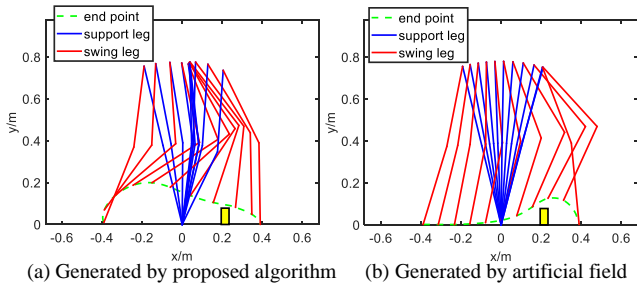 end point
support leg
swing leg
y/m
0.8
0.6
0.4
0.2
0
-0.6 -0.4 -0.2 0 0.2 0.4 0.6
x/m
(a) Generated by proposed algorithm
end point
support leg
swing leg
y/m
0.8
0.6
0.4
0.2
0
-0.6 -0.4 -0.2 0 0.2 0.4 0.6
x/m
(b) Generated by artificial field